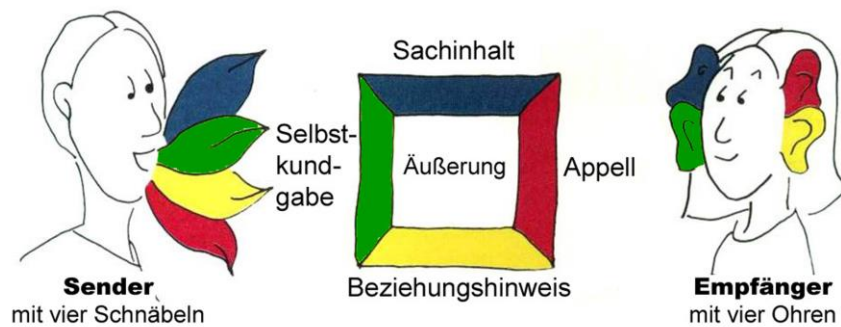 Sachinhalt
Selbst-
kund-
gabe
Äußerung
Appell
Sender
mit vier Schnäbeln
Beziehungshinweis
Empfänger
mit vier Ohren